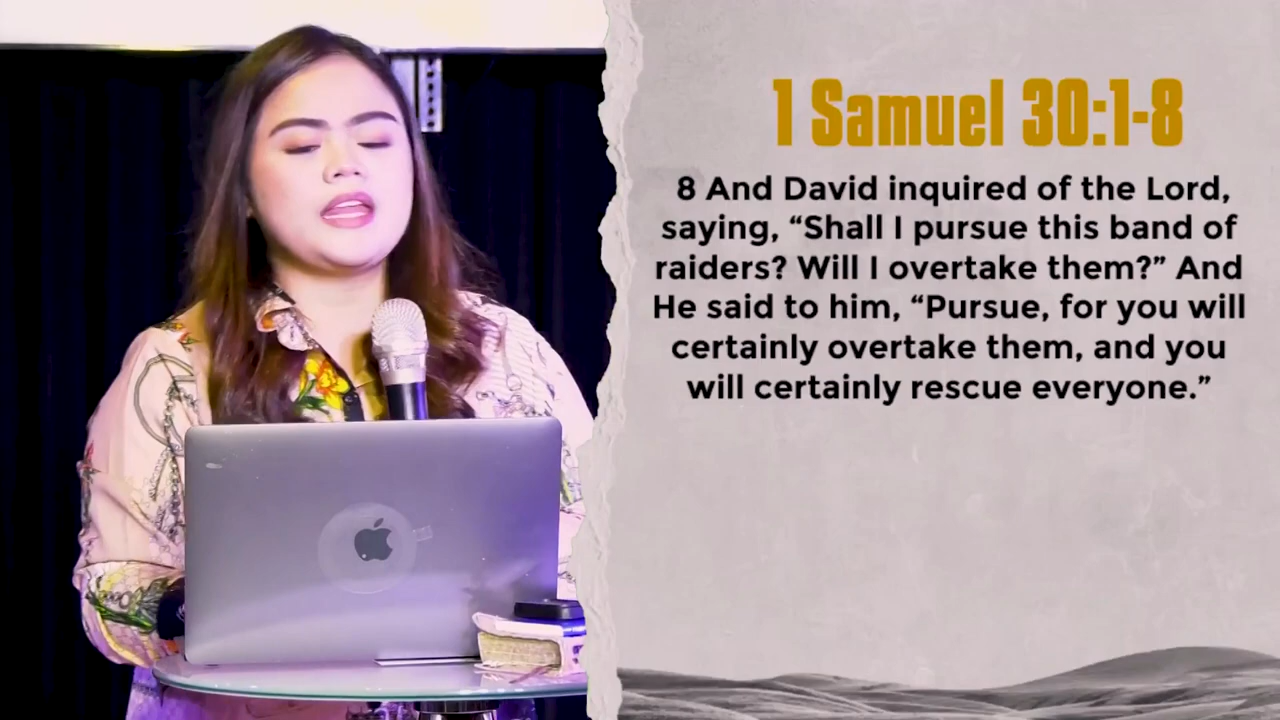 1 Samuel 30:1-8
8 And David inquired of the Lord,
saying, “Shall I pursue this band of
raiders? Will I overtake them?” And
He said to him, “Pursue, for you will
certainly overtake them, and you
will certainly rescue everyone.”